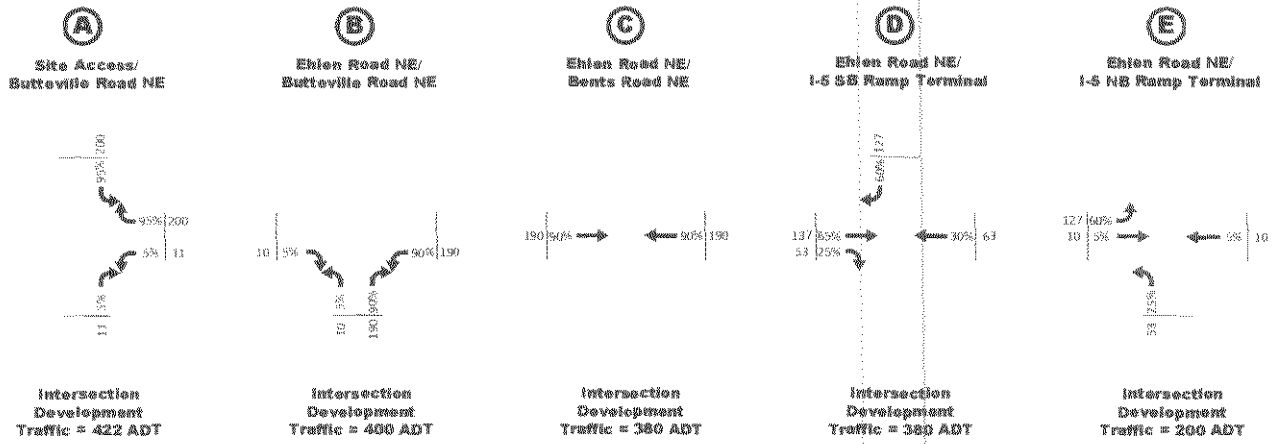 A
Site Access/
Butteville Road NE
200
95%
95% 200
5% 11
5%
11
Intersection
Development
Traffic = 422 ADT
B
Ehlen Road NE/
Butteville Road NE
10 5%
90% 190
5% 90%
10 190
Intersection
Development
Traffic = 400 ADT
C
Ehlen Road NE/
Bents Road NE
190 90%
90% 190
Intersection
Development
Traffic = 380 ADT
D
Ehlen Road NE/
I-5 SB Ramp Terminal
127
60%
137 65%
53 25%
30% 63
Intersection
Development
Traffic = 380 ADT
E
Ehlen Road NE/
I-5 NB Ramp Terminal
127 60%
10 5%
5% 10
25%
53
Intersection
Development
Traffic = 200 ADT